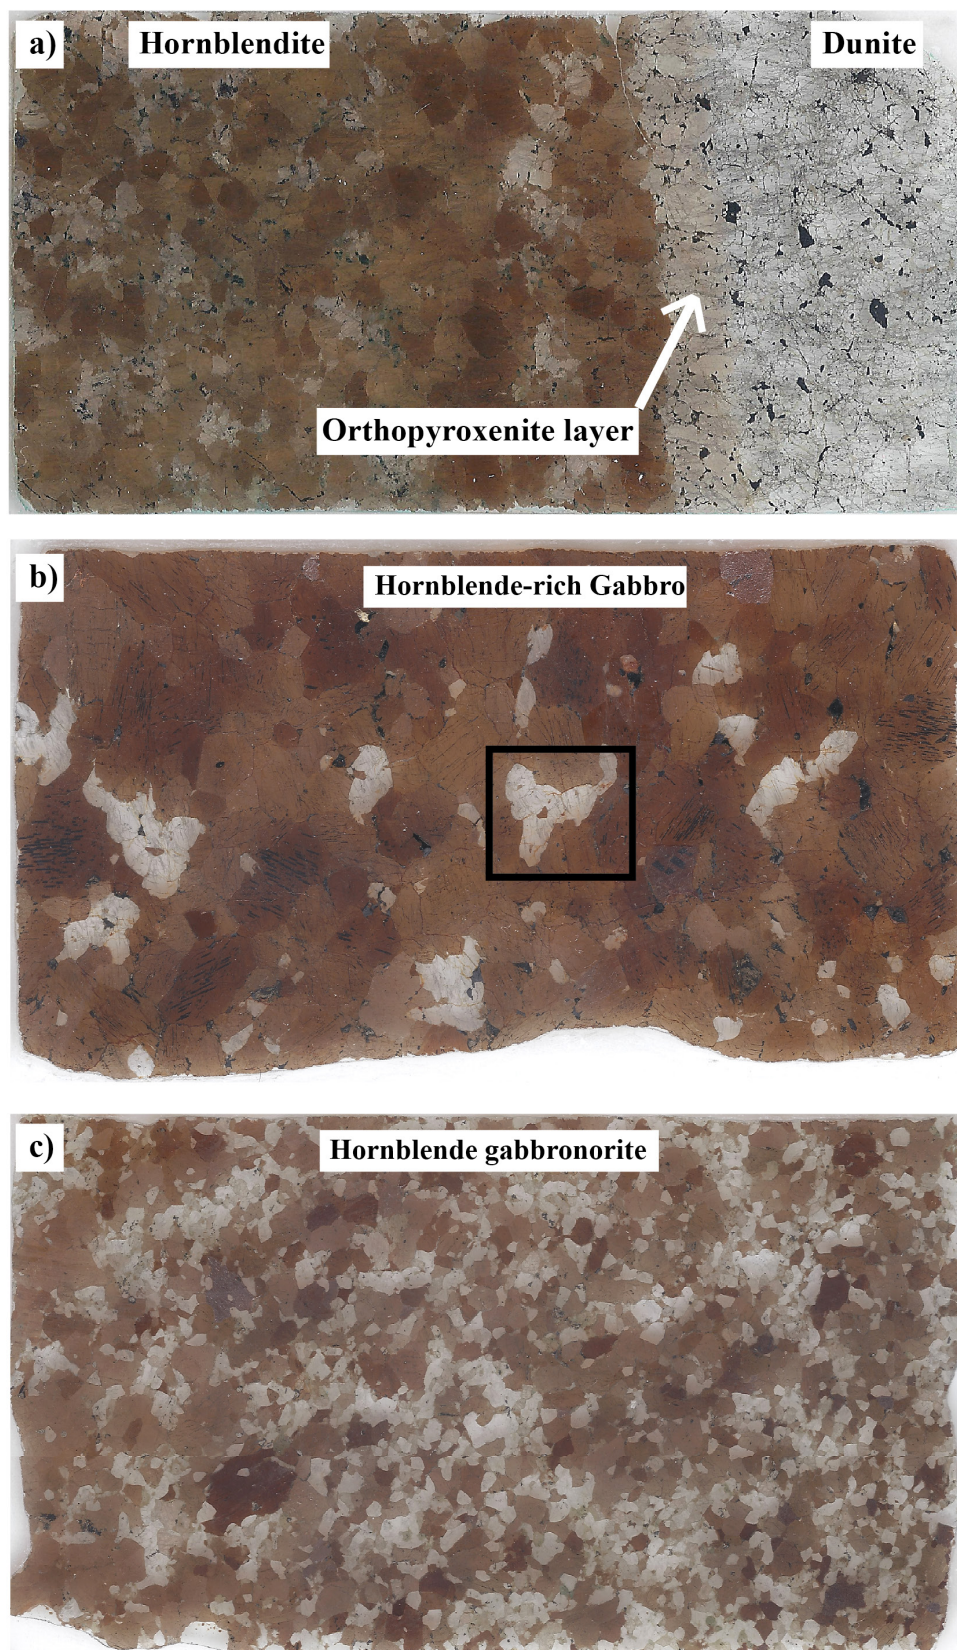 a)
Hornblendite
Dunite
Orthopyroxenite layer
b)
Hornblende-rich Gabbro
c)
Hornblende gabbronorite